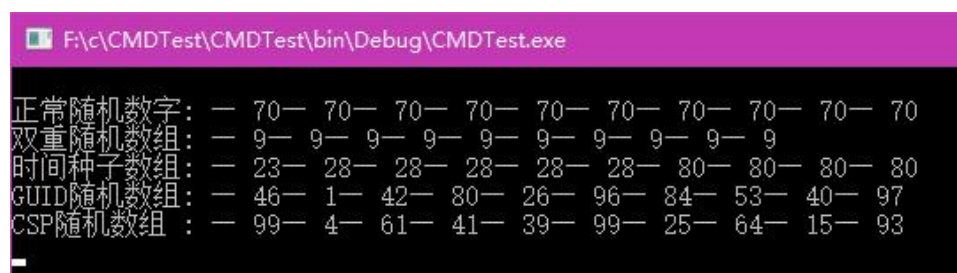 F:\c\CMDTest\CMDTest\bin\Debug\CMDTest.exe
正常随机数字: — 70— 70— 70— 70— 70— 70— 70— 70— 70— 70
双重随机数组: — 9— 9— 9— 9— 9— 9— 9— 9— 9— 9
时间种子数组: — 23— 28— 28— 28— 28— 28— 80— 80— 80— 80
GUID随机数组: — 46— 1— 42— 80— 26— 96— 84— 53— 40— 97
CSP随机数组 : — 99— 4— 61— 41— 39— 99— 25— 64— 15— 93